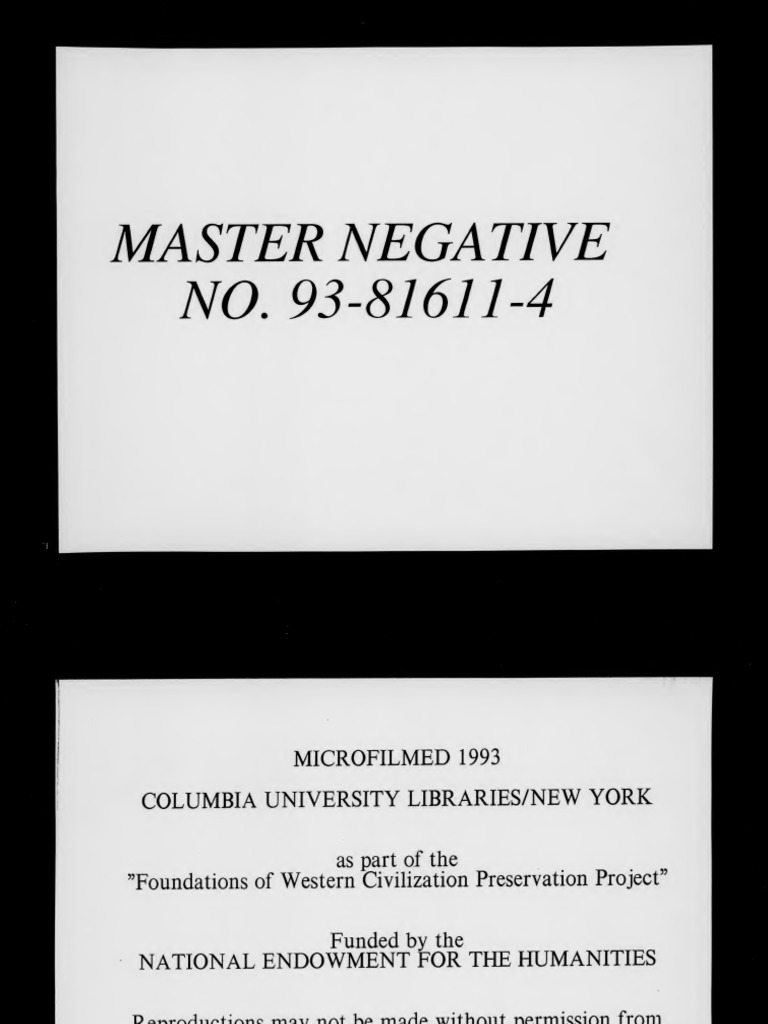 MASTER NEGATIVE
NO. 93-81611-4
MICROFILMED 1993
COLUMBIA UNIVERSITY LIBRARIES/NEW YORK
as part of the
”Foundations of Western Civilization Preservation Project”
Funded by the
NATIONAL ENDOWMENT FOR THE HUMANITIES
Reproductions may not be made without permission from